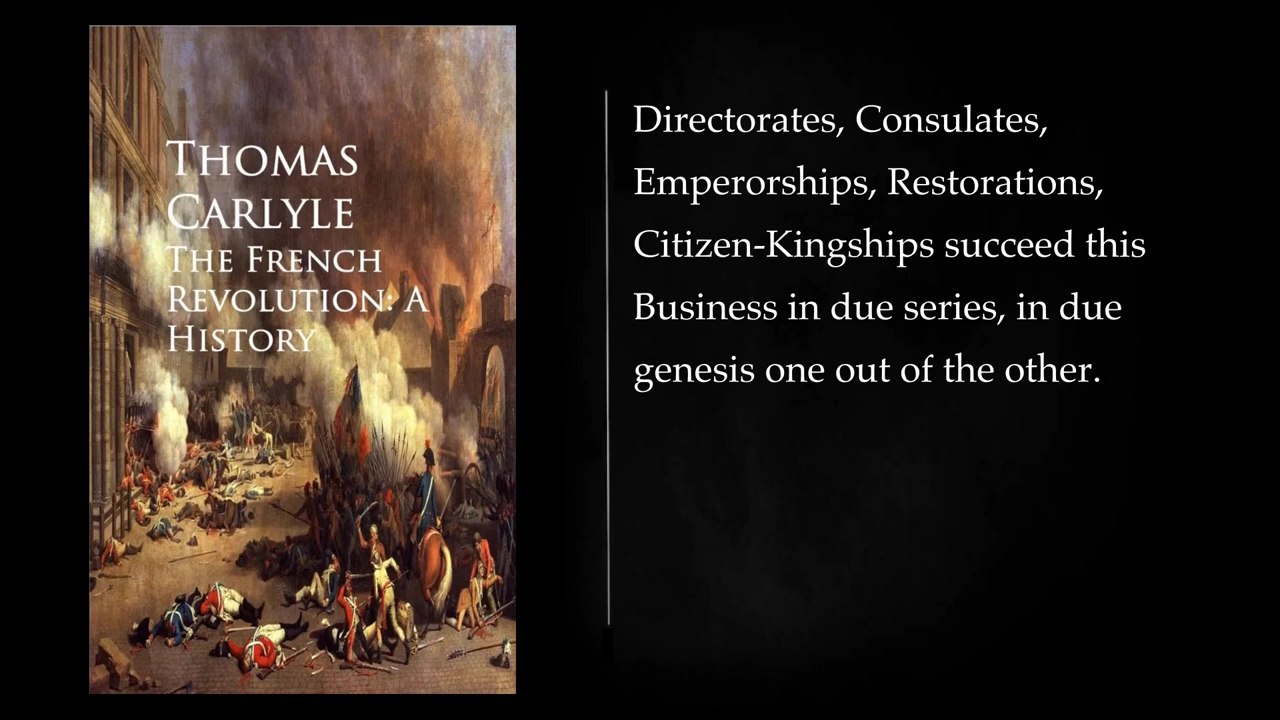 THOMAS
CARLYLE
THE FRENCH
REVOLUTION: A
HISTORY
Directorates, Consulates,
Emperorships, Restorations,
Citizen-Kingships succeed this
Business in due series, in due
genesis one out of the other.